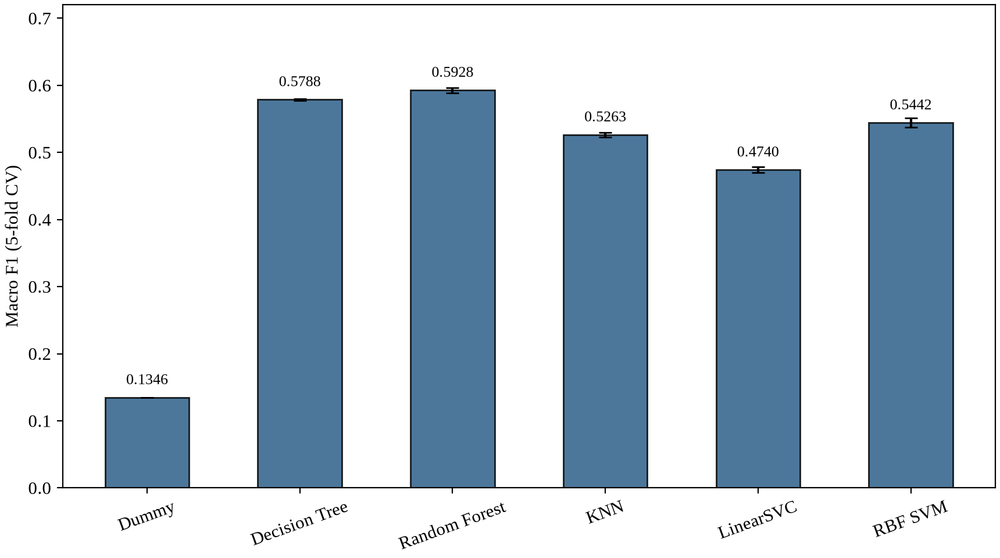 Macro F1 (5-fold CV)
0.7
0.6
0.5
0.4
0.3
0.2
0.1
0.0
0.1346
0.5788
0.5928
0.5263
0.4740
0.5442
Dummy
Decision Tree
Random Forest
KNN
LinearSVC
RBF SVM